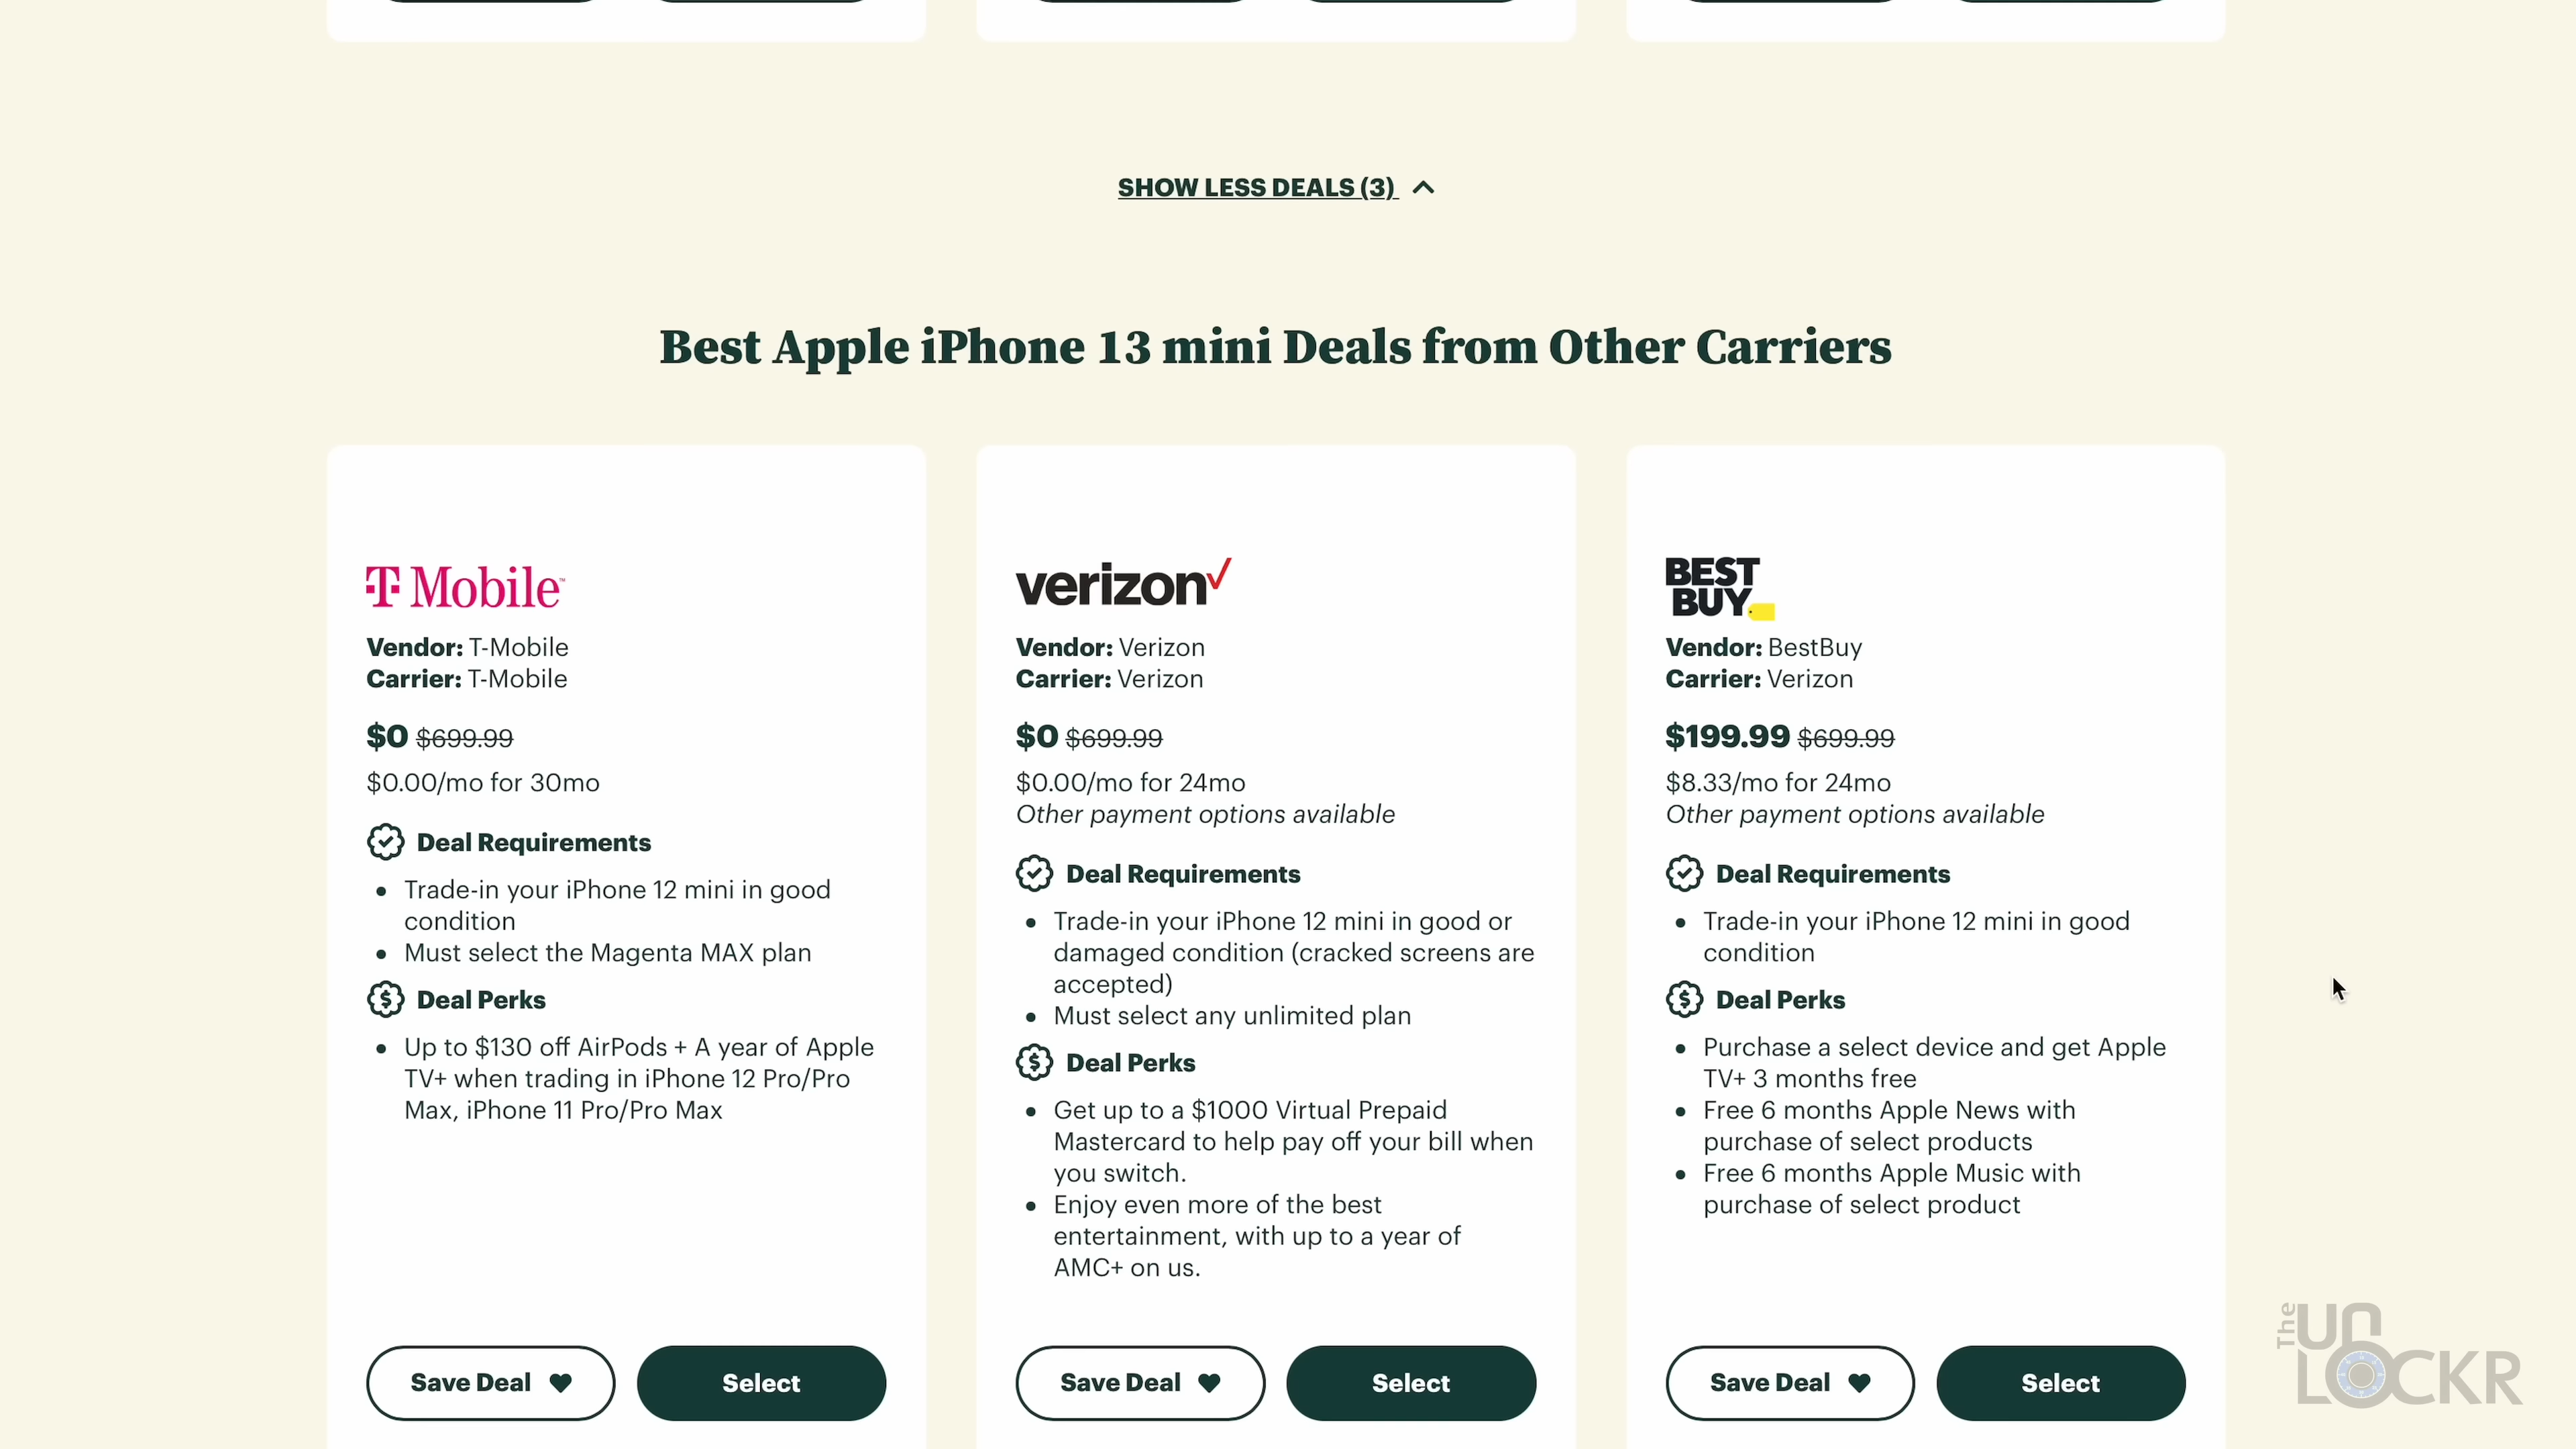 SHOW LESS DEALS (3)
Best Apple iPhone 13 mini Deals from Other Carriers
T Mobile™
Vendor: T-Mobile
Carrier: T-Mobile
$0 $699.99
$0.00/mo for 30mo
Deal Requirements
• Trade-in your iPhone 12 mini in good
condition
• Must select the Magenta MAX plan
Deal Perks
• Up to $130 off AirPods + A year of Apple
TV+ when trading in iPhone 12 Pro/Pro
Max, iPhone 11 Pro/Pro Max
Save Deal
Select
verizon
Vendor: Verizon
Carrier: Verizon
$0 $699.99
$0.00/mo for 24mo
Other payment options available
Deal Requirements
• Trade-in your iPhone 12 mini in good or
damaged condition (cracked screens are
accepted)
• Must select any unlimited plan
Deal Perks
• Get up to a $1000 Virtual Prepaid
Mastercard to help pay off your bill when
you switch.
• Enjoy even more of the best
entertainment, with up to a year of
AMC+ on us.
Save Deal
Select
BEST
BUY
Vendor: BestBuy
Carrier: Verizon
$199.99 $699.99
$8.33/mo for 24mo
Other payment options available
Deal Requirements
• Trade-in your iPhone 12 mini in good
condition
Deal Perks
• Purchase a select device and get Apple
TV+ 3 months free
• Free 6 months Apple News with
purchase of select products
• Free 6 months Apple Music with
purchase of select product
Save Deal
Select
The
UN
LOCKR